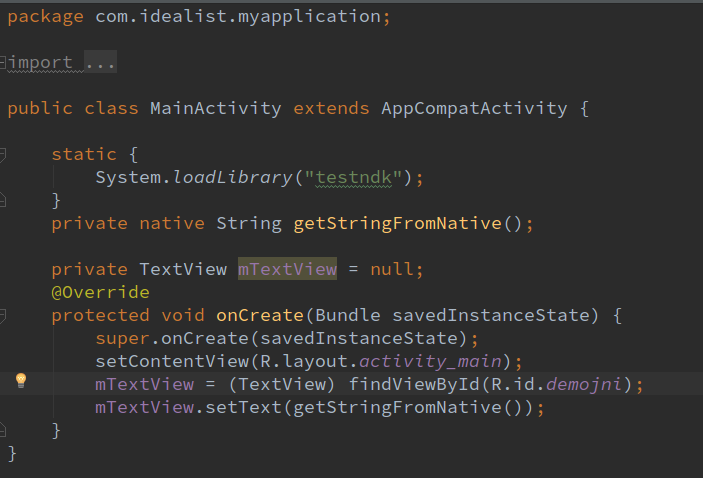 package com.idealist.myapplication;
import ...
public class MainActivity extends AppCompatActivity {
static {
System.loadLibrary("testndk");
}
private native String getStringFromNative();
private TextView mTextView = null;
@Override
protected void onCreate(Bundle savedInstanceState) {
super.onCreate(savedInstanceState);
setContentView(R.layout.activity_main);
mTextView = (TextView) findViewById(R.id.demojni);
mTextView.setText(getStringFromNative());
}
}